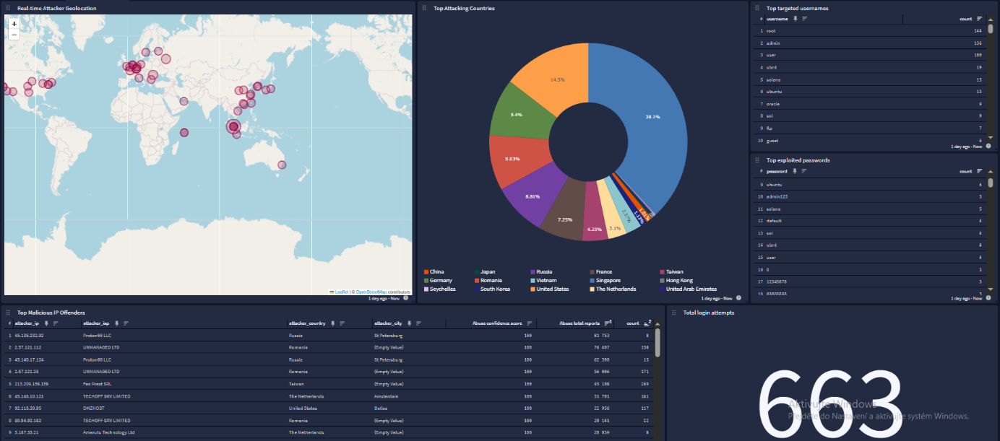 Real-time Attacker Geolocation
+
−
Leaflet | © OpenStreetMap contributors
1 day ago - Now
Top Attacking Countries
14.5%
38.1%
9.4%
9.03%
8.81%
7.25%
4.23%
3.1%
2.57%
1.13%
1.01%
China Japan Russia France Taiwan
Germany Romania Vietnam Singapore Hong Kong
Seychelles South Korea United States The Netherlands United Arab Emirates
1 day ago - Now
Top targeted usernames
# username count
1 root 144
2 admin 136
3 user 100
4 ubnt 19
5 solana 15
6 ubuntu 13
7 oracle 9
8 sol 9
9 ftp 7
10 guest 6
1 day ago - Now
Top exploited passwords
# password count
9 ubuntu 6
10 admin123 5
11 solana 5
12 default 4
13 sol 4
14 ubnt 4
15 user 4
16 0 3
17 12345678 3
18 88888888 3
1 day ago - Now
Top Malicious IP Offenders
# attacker_ip attacker_isp attacker_country attacker_city Abuse confidence score Abuse total reports 1 count 2
1 45.135.232.92 Proton66 LLC Russia St Petersburg 100 81 753 8
2 2.57.121.112 UNMANAGED LTD Romania (Empty Value) 100 76 407 158
3 45.140.17.124 Proton66 LLC Russia St Petersburg 100 62 390 15
4 2.57.121.25 UNMANAGED LTD Romania (Empty Value) 100 56 006 171
5 213.209.159.159 Feo Prest SRL Taiwan (Empty Value) 100 45 108 269
6 45.148.10.121 TECHOFF SRV LIMITED The Netherlands Amsterdam 100 31 701 161
7 92.118.39.95 DMZHOST United States Dallas 100 22 956 117
8 80.94.92.182 TECHOFF SRV LIMITED Romania (Empty Value) 100 20 141 22
9 5.167.35.21 Amarutu Technology Ltd (Empty Value) 100 20 039 8
Total login attempts
663
Aktivujte Windows
Přejděte do Nastavení a aktivujte systém Windows.